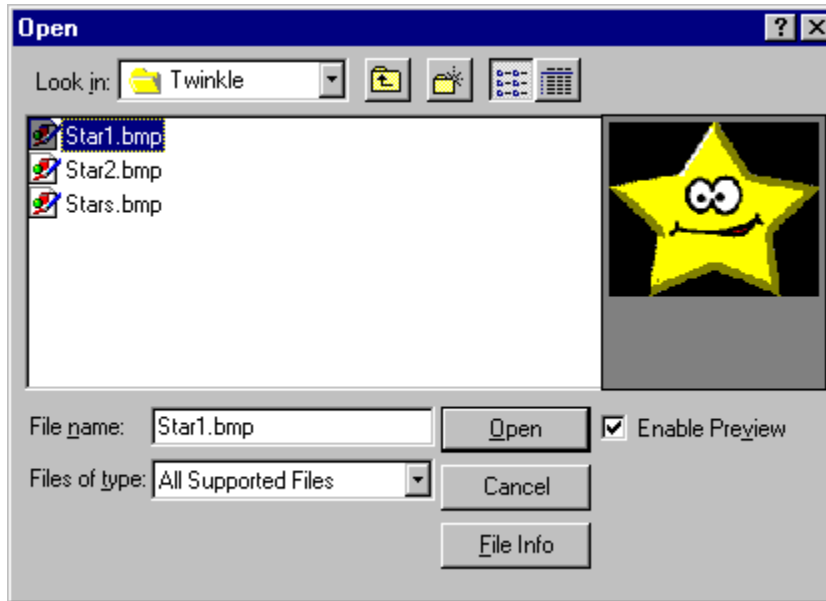 Open
Look in: Twinkle
Star1.bmp
Star2.bmp
Stars.bmp
File name: Star1.bmp Open Enable Preview
Files of type: All Supported Files Cancel
File Info